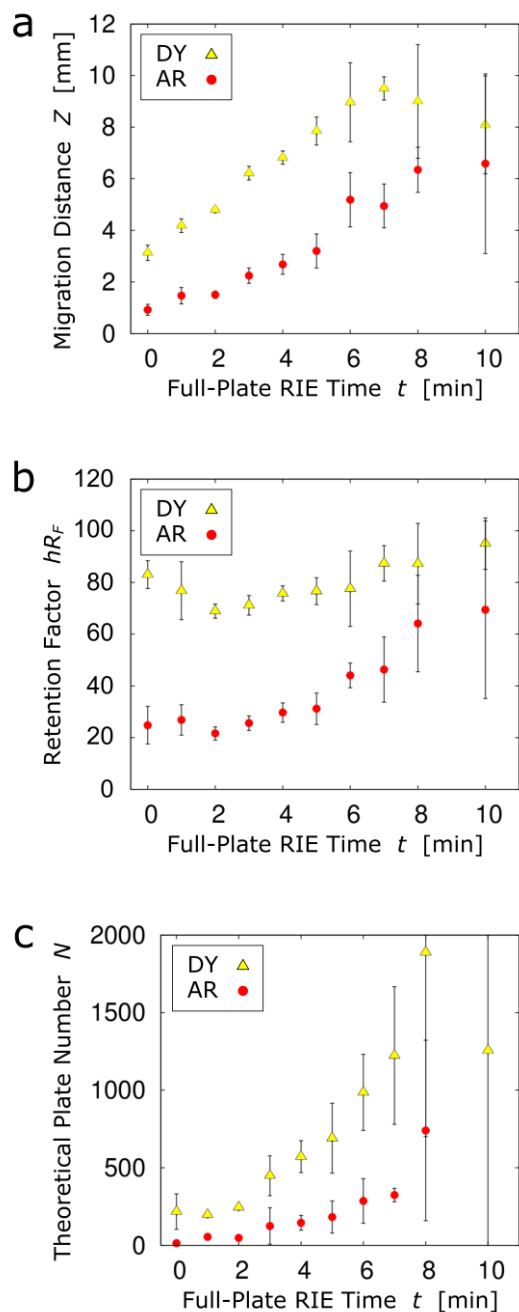 a
Migration Distance Z [mm]
12
10
8
6
4
2
0
DY
AR
0 2 4 6 8 10
Full-Plate RIE Time t [min]
b
Retention Factor hRF
120
100
80
60
40
20
0
DY
AR
0 2 4 6 8 10
Full-Plate RIE Time t [min]
c
Theoretical Plate Number N
2000
1500
1000
500
0
DY
AR
0 2 4 6 8 10
Full-Plate RIE Time t [min]